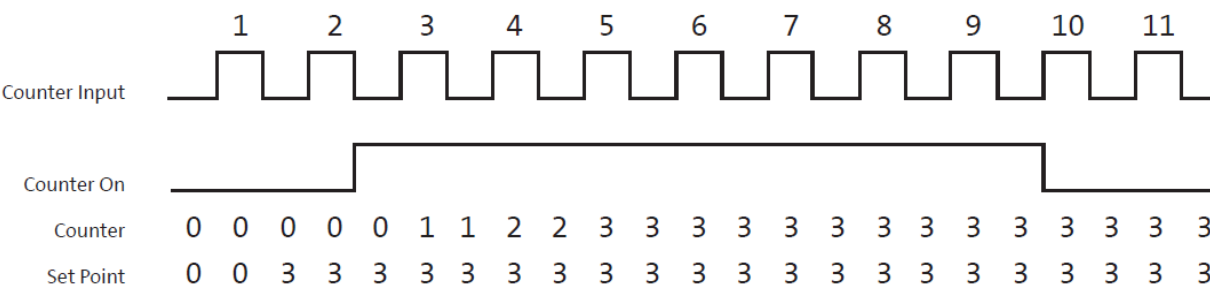 1 2 3 4 5 6 7 8 9 10 11
Counter Input
Counter On
Counter 0 0 0 0 0 1 1 2 2 3 3 3 3 3 3 3 3 3 3 3 3 3 3
Set Point 0 0 3 3 3 3 3 3 3 3 3 3 3 3 3 3 3 3 3 3 3 3 3